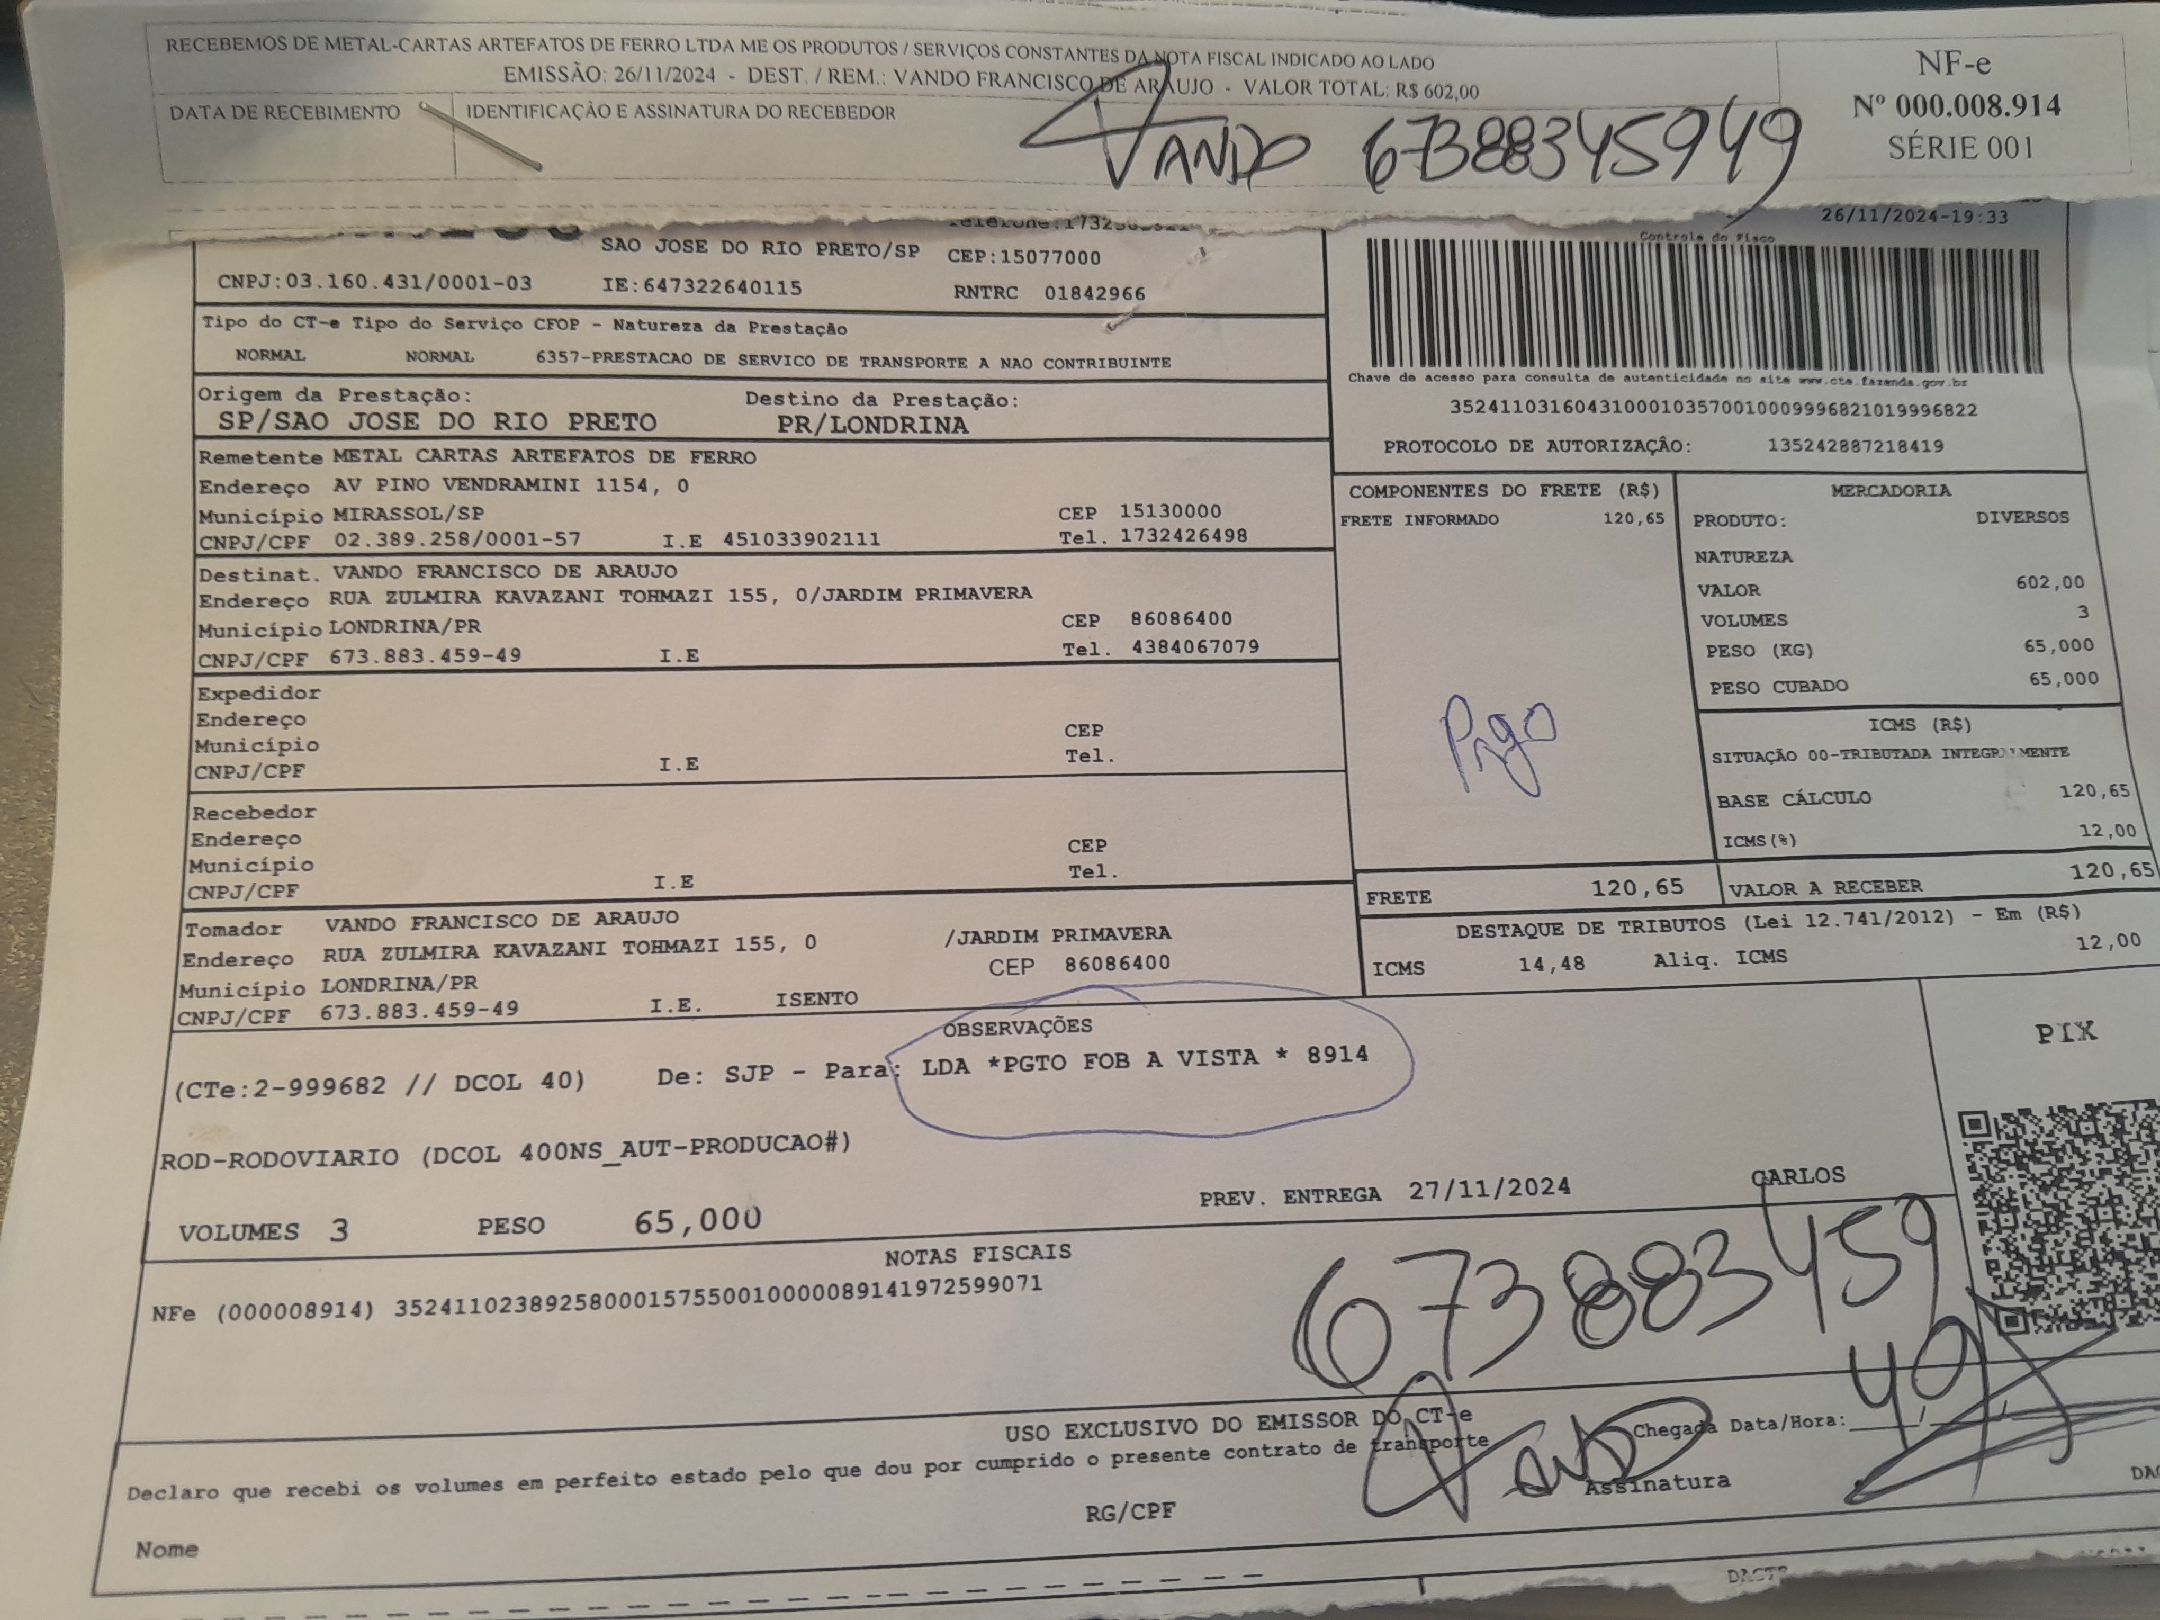 RECEBEMOS DE METAL-CARTAS ARTEFATOS DE FERRO LTDA ME OS PRODUTOS / SERVIÇOS CONSTANTES DA NOTA FISCAL INDICADO AO LADO
EMISSÃO: 26/11/2024 - DEST. / REM.: VANDO FRANCISCO DE ARAUJO - VALOR TOTAL: R$ 602,00
NF-e
Nº 000.008.914
SÉRIE 001
DATA DE RECEBIMENTO
IDENTIFICAÇÃO E ASSINATURA DO RECEBEDOR
VANDO 67388345949
26/11/2024-19:33
SAO JOSE DO RIO PRETO/SP CEP:15077000
CNPJ:03.160.431/0001-03 IE:647322640115 RNTRC 01842966
Tipo do CT-e Tipo do Serviço CFOP - Natureza da Prestação
NORMAL NORMAL 6357-PRESTACAO DE SERVICO DE TRANSPORTE A NAO CONTRIBUINTE
Origem da Prestação: Destino da Prestação:
SP/SAO JOSE DO RIO PRETO PR/LONDRINA
Controle do Fisco
Chave de acesso para consulta de autenticidade no site www.cte.fazenda.gov.br
35241103160431000103570010009996821019996822
PROTOCOLO DE AUTORIZAÇÂO: 135242887218419
Remetente METAL CARTAS ARTEFATOS DE FERRO
Endereço AV PINO VENDRAMINI 1154, 0
Município MIRASSOL/SP CEP 15130000
CNPJ/CPF 02.389.258/0001-57 I.E 451033902111 Tel. 1732426498
Destinat. VANDO FRANCISCO DE ARAUJO
Endereço RUA ZULMIRA KAVAZANI TOHMAZI 155, 0/JARDIM PRIMAVERA
Município LONDRINA/PR CEP 86086400
CNPJ/CPF 673.883.459-49 I.E Tel. 4384067079
Expedidor
Endereço
Município CEP
CNPJ/CPF I.E Tel.
Recebedor
Endereço
Município CEP
CNPJ/CPF I.E Tel.
Tomador VANDO FRANCISCO DE ARAUJO
Endereço RUA ZULMIRA KAVAZANI TOHMAZI 155, 0 /JARDIM PRIMAVERA
Município LONDRINA/PR CEP 86086400
CNPJ/CPF 673.883.459-49 I.E. ISENTO
COMPONENTES DO FRETE (R$)
FRETE INFORMADO 120,65
Pago
MERCADORIA
PRODUTO: DIVERSOS
NATUREZA
VALOR 602,00
VOLUMES 3
PESO (KG) 65,000
PESO CUBADO 65,000
ICMS (R$)
SITUAÇÃO 00-TRIBUTADA INTEGRALMENTE
BASE CÁLCULO 120,65
ICMS(%) 12,00
FRETE 120,65 VALOR A RECEBER 120,65
DESTAQUE DE TRIBUTOS (Lei 12.741/2012) - Em (R$)
ICMS 14,48 Aliq. ICMS 12,00
OBSERVAÇÕES
(CTe:2-999682 // DCOL 40) De: SJP - Para: LDA *PGTO FOB A VISTA * 8914
ROD-RODOVIARIO (DCOL 400NS_AUT-PRODUCAO#)
PIX
VOLUMES 3 PESO 65,000 PREV. ENTREGA 27/11/2024 CARLOS
NOTAS FISCAIS
NFe (000008914) 35241102389258000157550010000089141972599071
673883459
49
USO EXCLUSIVO DO EMISSOR DO CT-e
Declaro que recebi os volumes em perfeito estado pelo que dou por cumprido o presente contrato de transporte
Chegada Data/Hora:___/___/
Vando
Nome RG/CPF Assinatura